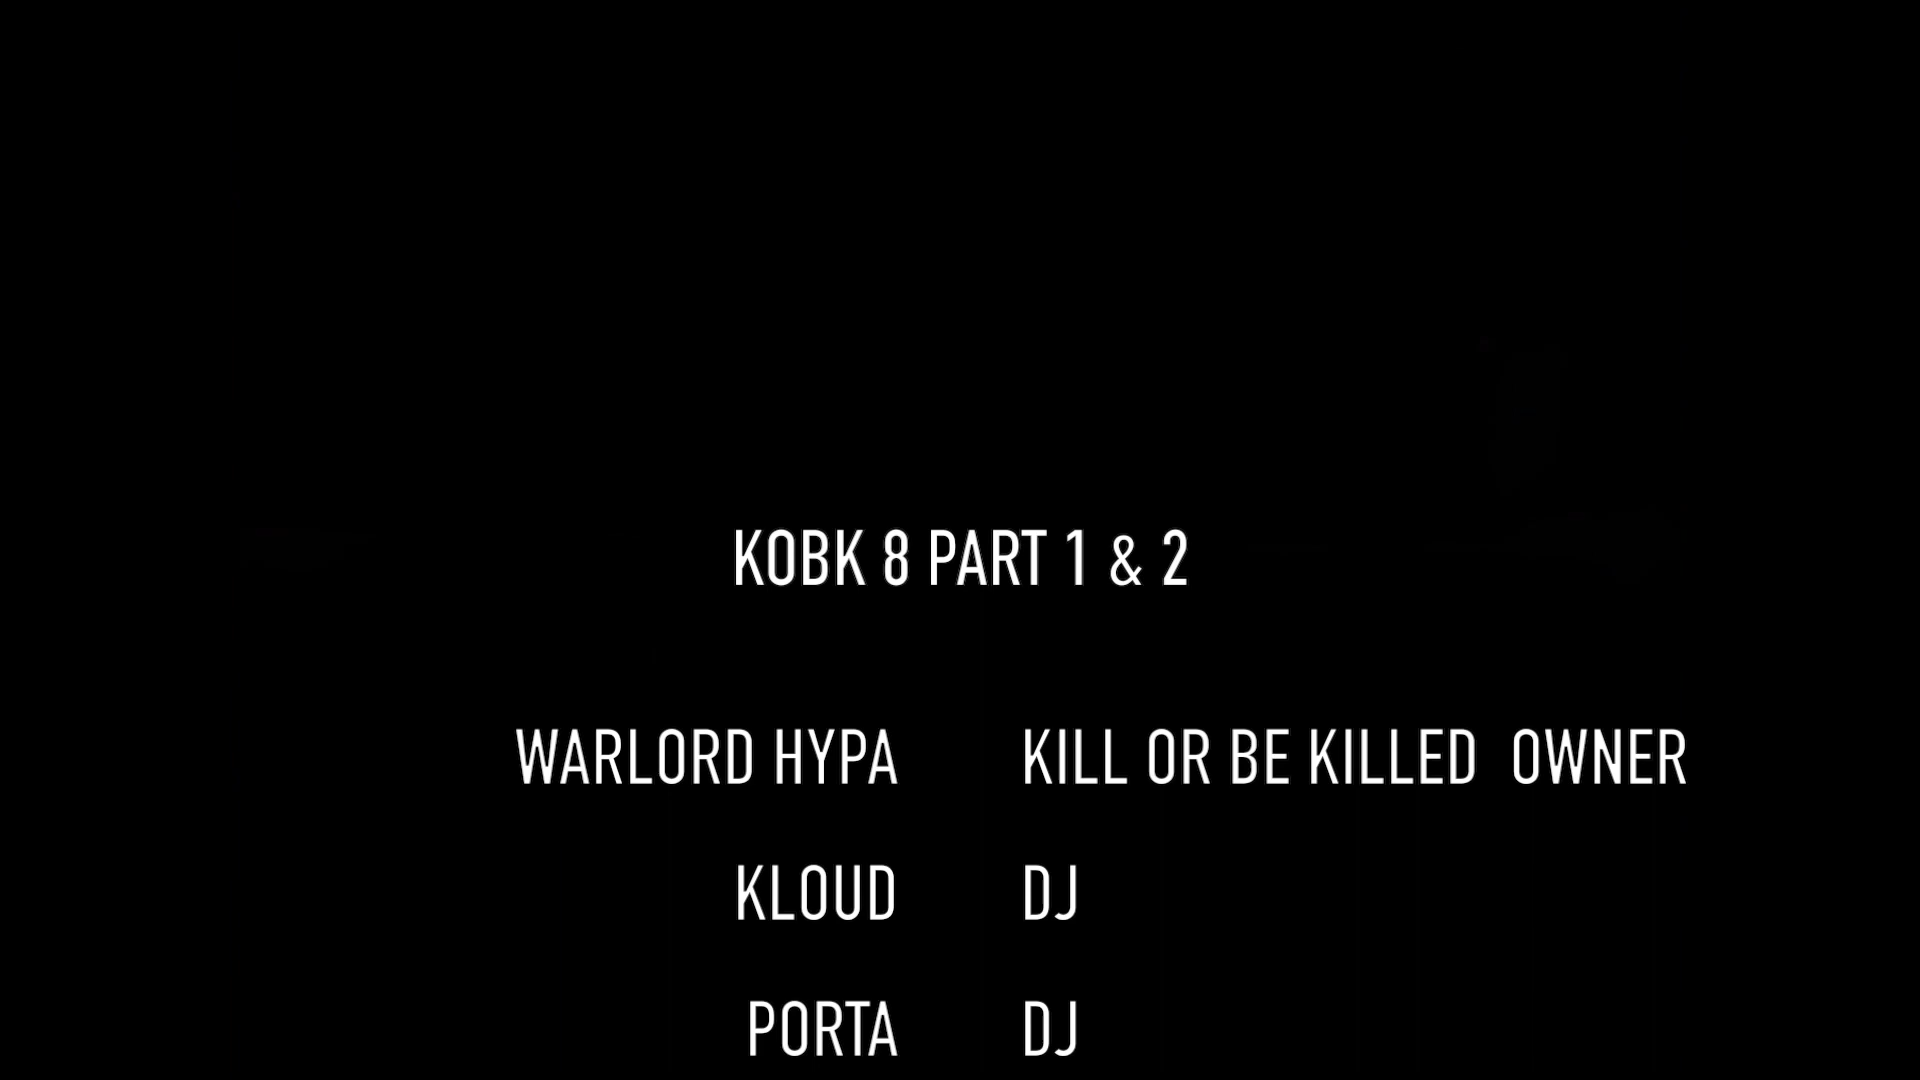 KOBK 8 PART 1 & 2
WARLORD HYPA KILL OR BE KILLED OWNER
KLOUD DJ
PORTA DJ